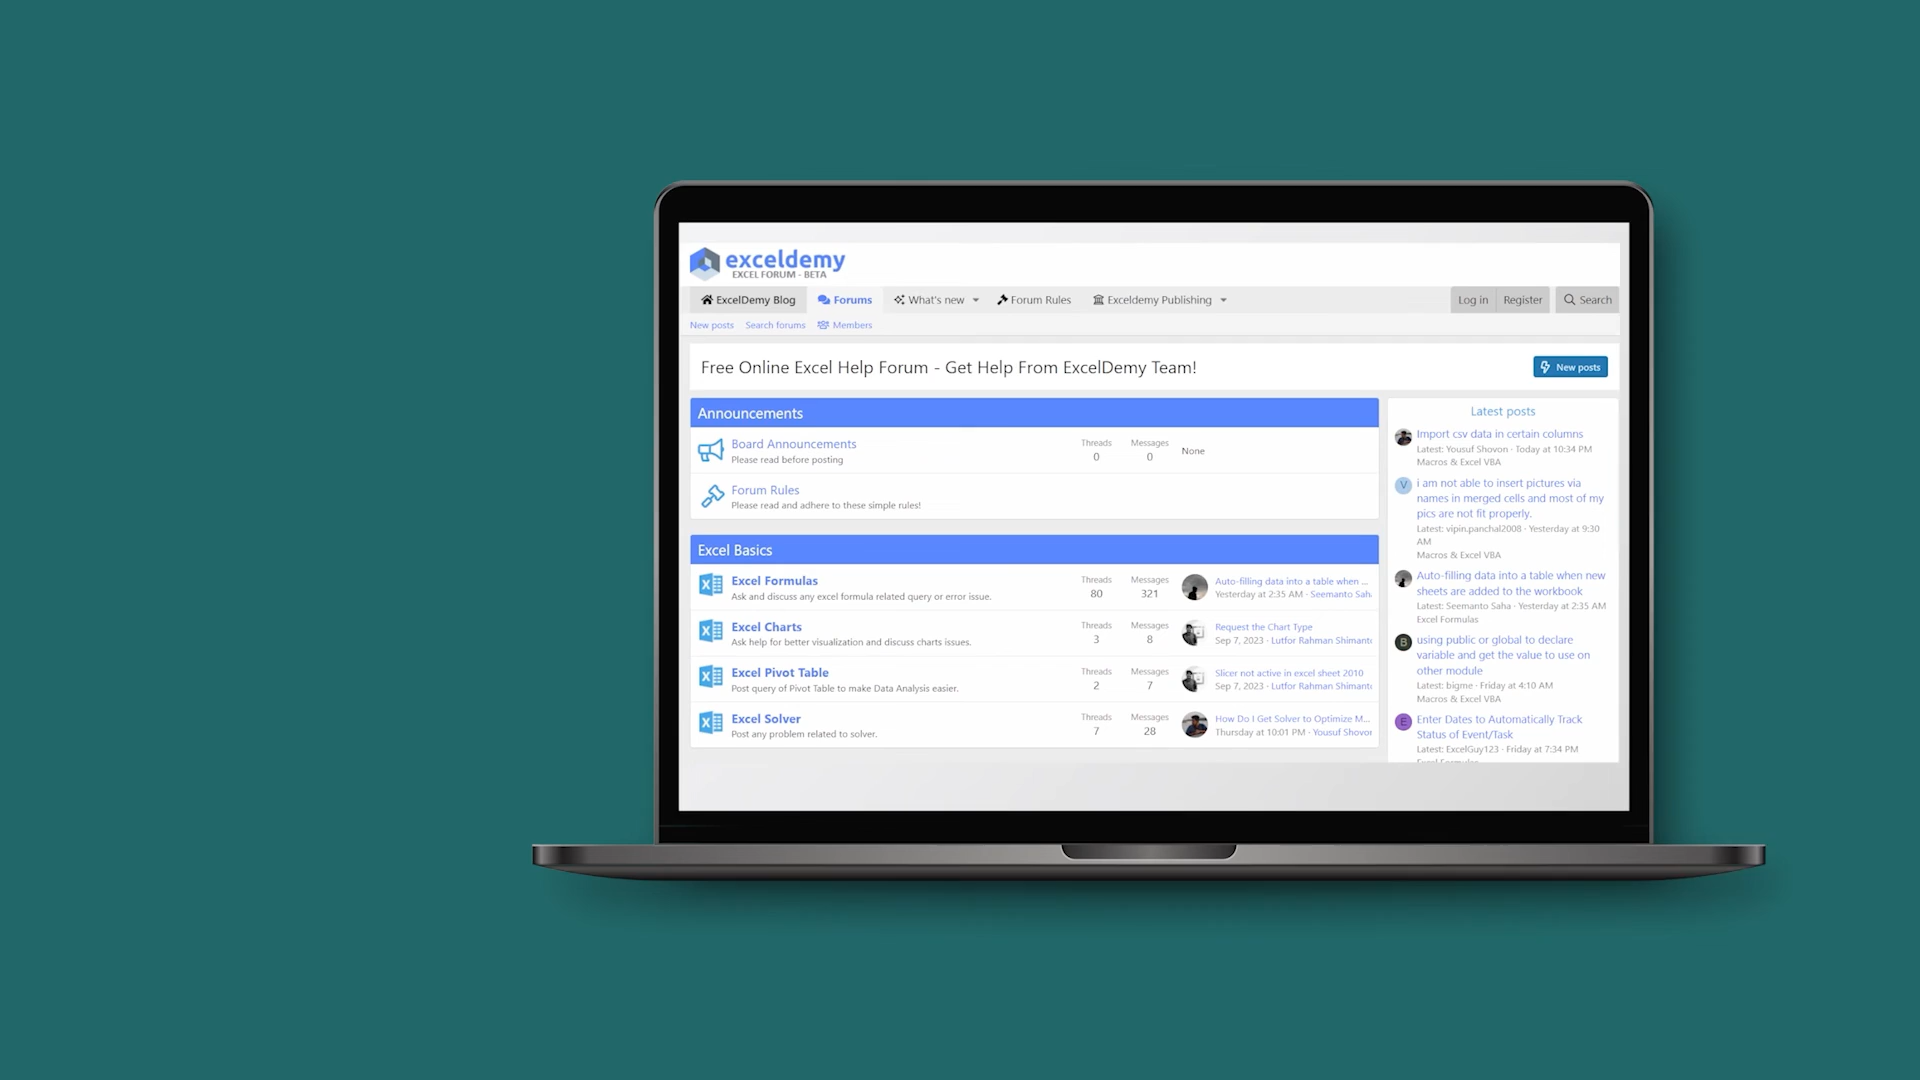 exceldemy
EXCEL FORUM - BETA
ExcelDemy Blog
Forums
What's new
Forum Rules
Exceldemy Publishing
Log in
Register
Search
New posts
Search forums
Members
Free Online Excel Help Forum - Get Help From ExcelDemy Team!
New posts
Announcements
Board Announcements
Please read before posting
Threads
0
Messages
0
None
Forum Rules
Please read and adhere to these simple rules!
Excel Basics
Excel Formulas
Ask and discuss any excel formula related query or error issue.
Threads
80
Messages
321
Auto-filling data into a table when ...
Yesterday at 2:35 AM · Seemanto Saha
Excel Charts
Ask help for better visualization and discuss charts issues.
Threads
3
Messages
8
Request the Chart Type
Sep 7, 2023 · Lutfor Rahman Shimanto
Excel Pivot Table
Post query of Pivot Table to make Data Analysis easier.
Threads
2
Messages
7
Slicer not active in excel sheet 2010
Sep 7, 2023 · Lutfor Rahman Shimanto
Excel Solver
Post any problem related to solver.
Threads
7
Messages
28
How Do I Get Solver to Optimize M...
Thursday at 10:01 PM · Yousuf Shovon
Latest posts
Import csv data in certain columns
Latest: Yousuf Shovon · Today at 10:34 PM
Macros & Excel VBA
V
i am not able to insert pictures via
names in merged cells and most of my
pics are not fit properly.
Latest: vipin.panchal2008 · Yesterday at 9:30
AM
Macros & Excel VBA
Auto-filling data into a table when new
sheets are added to the workbook
Latest: Seemanto Saha · Yesterday at 2:35 AM
Excel Formulas
B
using public or global to declare
variable and get the value to use on
other module
Latest: bigme · Friday at 4:10 AM
Macros & Excel VBA
E
Enter Dates to Automatically Track
Status of Event/Task
Latest: ExcelGuy123 · Friday at 7:34 PM
Excel Formulas